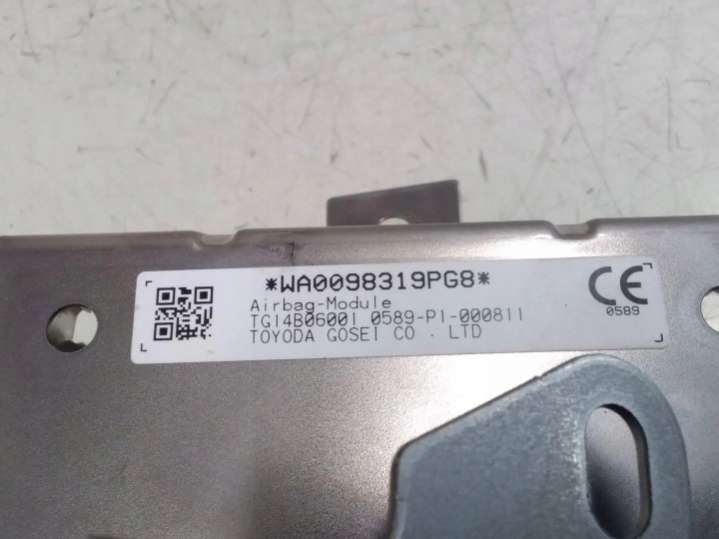 *WA0098319PG8*
Airbag-Module
TG14B06001 0589-P1-000811
TOYODA GOSEI CO . LTD
CE
0589